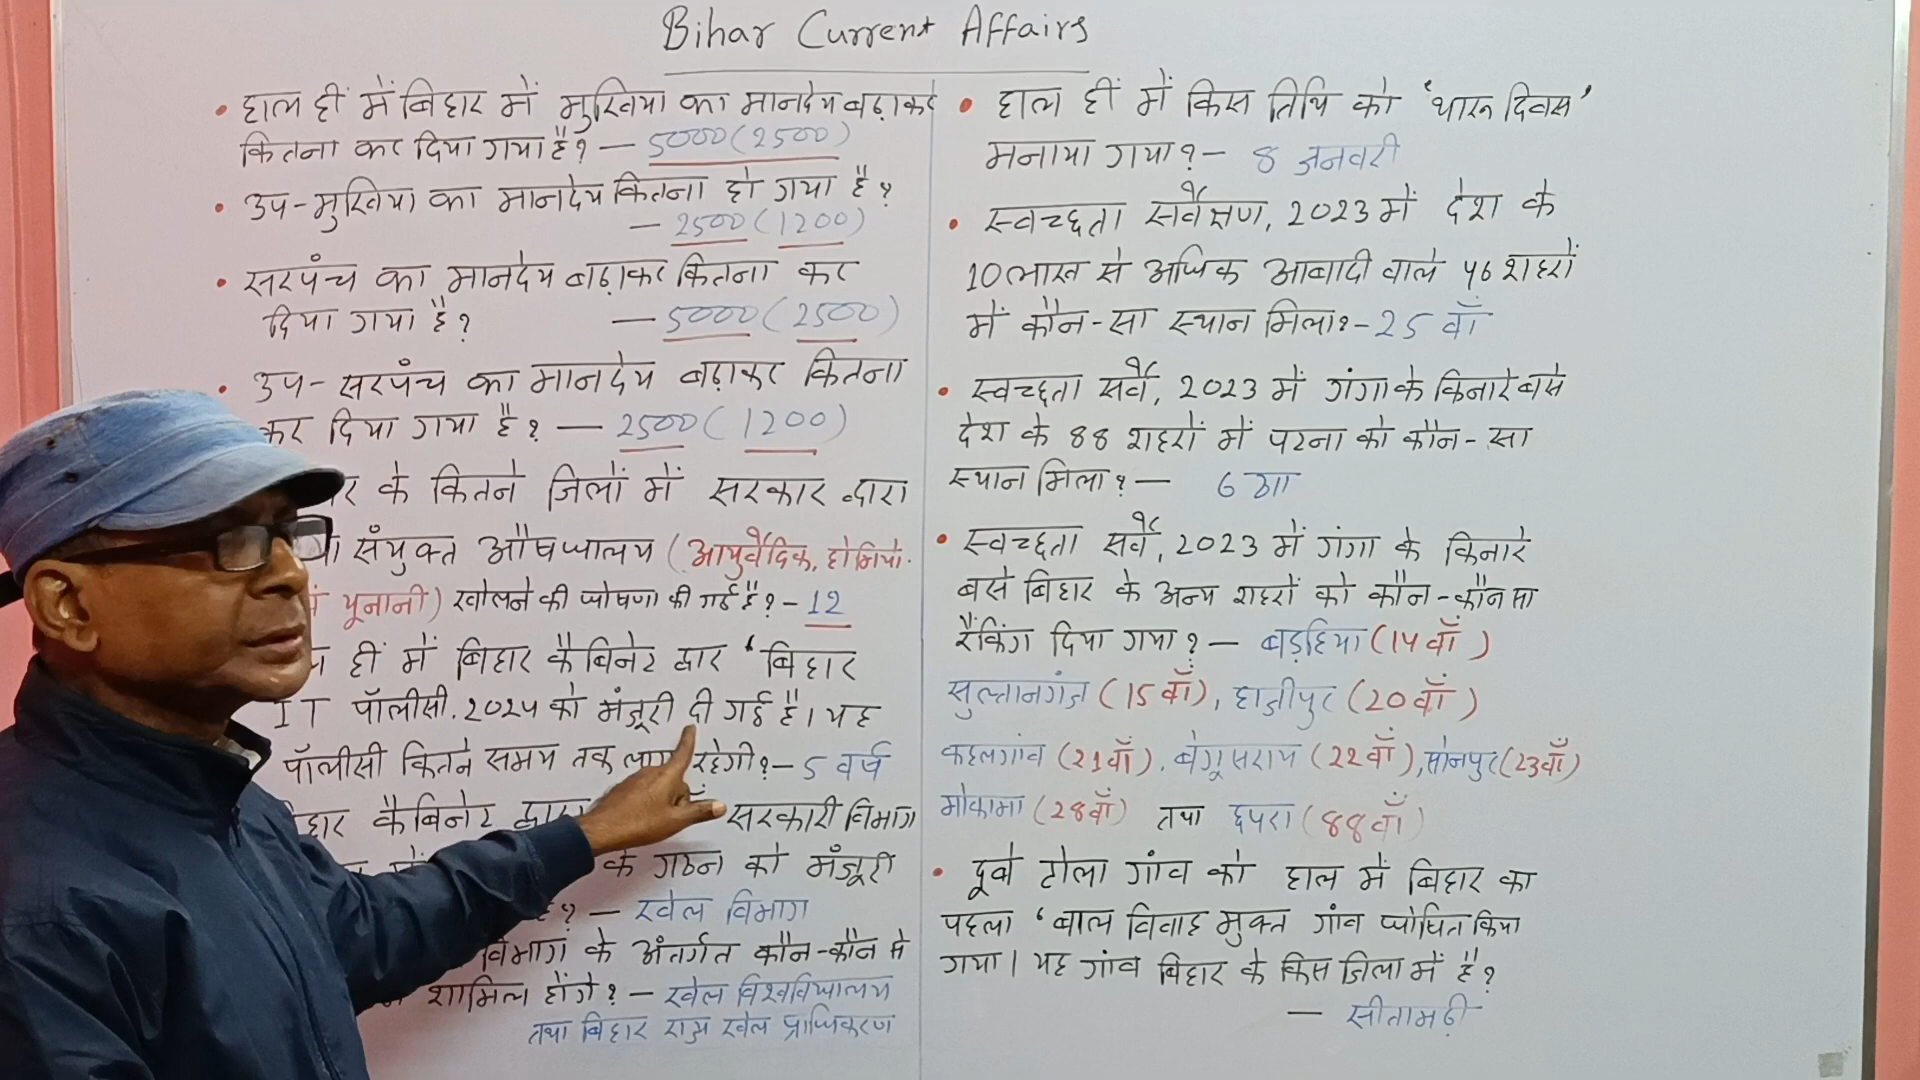 Bihar Current Affairs
• हाल हीं में बिहार में मुखिया का मानदेय बढ़ाकर
कितना कर दिया गया है? — 5000 (2500)
• उप-मुखिया का मानदेय कितना हो गया है?
— 2500 (1200)
• सरपंच का मानदेय बढ़ाकर कितना कर
दिया गया है? — 5000 (2500)
• उप- सरपंच का मानदेय बढ़ाकर कितना
कर दिया गया है? — 2500 (1200)
के कितने जिलों में सरकार द्वारा
संयुक्त औषधालय (आयुर्वेदिक, होमियो.
यूनानी) खोलने की घोषणा की गई है? - 12
हीं में बिहार कैबिनेट द्वार 'बिहार
IT पॉलीसी. 2024 को मंजूरी दी गई है। यह
पॉलीसी कितने समय तक रहेगी? - 5 वर्ष
कैबिनेट सरकारी विभाग
के गठन को मंजूरी
? — खेल विभाग
विभाग के अंतर्गत कौन-कौन से
शामिल होंगे? — खेल विश्वविद्यालय
तथा बिहार राज्य खेल प्राधिकरण
• हाल हीं में किस तिथि को 'थारू दिवस'
मनाया गया? - 8 जनवरी
• स्वच्छता सर्वेक्षण, 2023 में देश के
10 लाख से अधिक आबादी वाले 46 शहरों
में कौन-सा स्थान मिला? - 25 वाँ
• स्वच्छता सर्वे, 2023 में गंगा के किनारे बसे
देश के 88 शहरों में पटना को कौन-सा
स्थान मिला? — 6 ठा
• स्वच्छता सर्वे, 2023 में गंगा के किनारे
बसे बिहार के अन्य शहरों को कौन-कौन सा
रैंकिंग दिया गया? — बड़हिया (14 वाँ)
सुल्तानगंज (15 वाँ), हाजीपुर (20 वाँ)
कहलगांव (21 वाँ), बेगूसराय (22 वाँ), सोनपुर (23 वाँ)
मोकामा (28 वाँ) तथा छपरा (88 वाँ)
• दूबे टोला गांव को हाल में बिहार का
पहला 'बाल विवाह मुक्त गांव घोषित किया
गया। यह गांव बिहार के किस जिला में है?
— सीतामढ़ी